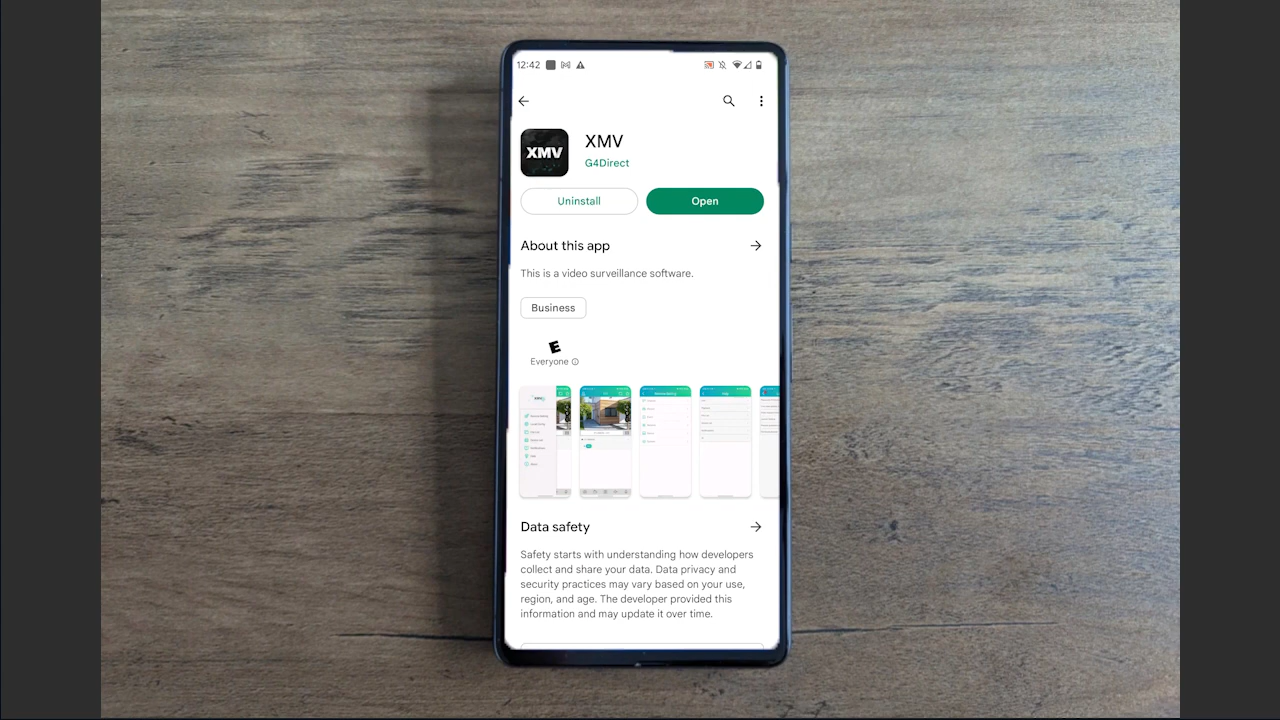 12:42
XMV
XMV
G4Direct
Uninstall
Open
About this app
This is a video surveillance software.
Business
E
Everyone
Data safety
Safety starts with understanding how developers
collect and share your data. Data privacy and
security practices may vary based on your use,
region, and age. The developer provided this
information and may update it over time.